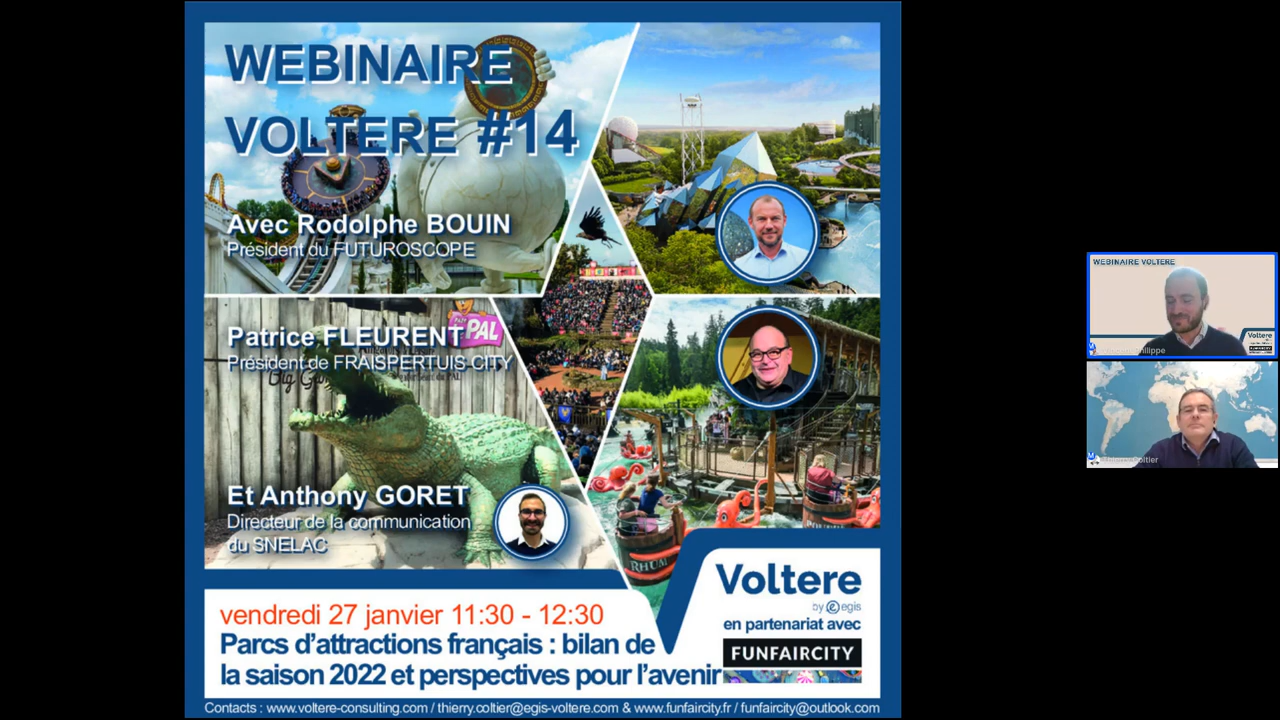 WEBINAIRE
VOLTERE #14
Avec Rodolphe BOUIN
Président du FUTUROSCOPE
Patrice FLEURENT
Président de FRAISPERTUIS-CITY
PAL
Et Anthony GORET
Directeur de la communication
du SNELAC
RHUM
vendredi 27 janvier 11:30 - 12:30
Parcs d'attractions français : bilan de
la saison 2022 et perspectives pour l'avenir
Voltere
by egis
en partenariat avec
FUNFAIRCITY
Contacts : www.voltere-consulting.com / thierry.coltier@egis-voltere.com & www.funfaircity.fr / funfaircity@outlook.com
WEBINAIRE VOLTERE
Voltere